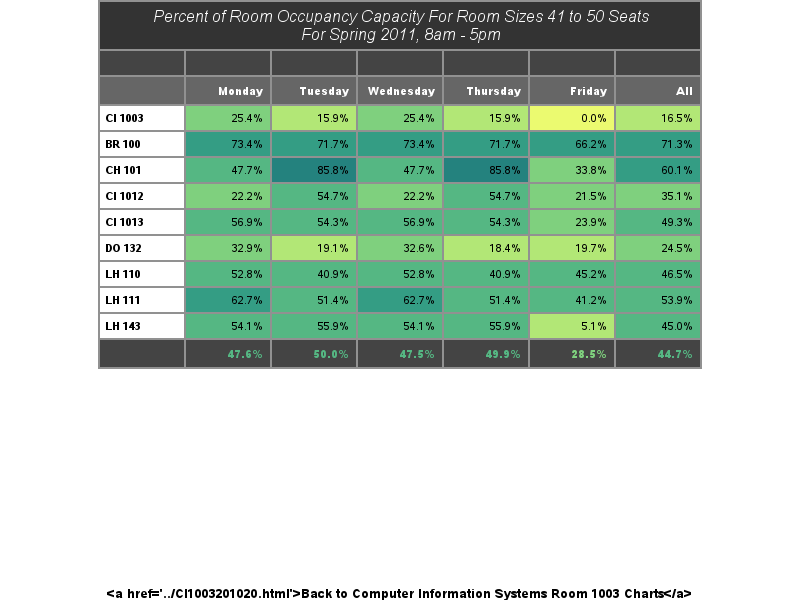 Percent of Room Occupancy Capacity For Room Sizes 41 to 50 Seats
For Spring 2011, 8am - 5pm
Monday Tuesday Wednesday Thursday Friday All
CI 1003 25.4% 15.9% 25.4% 15.9% 0.0% 16.5%
BR 100 73.4% 71.7% 73.4% 71.7% 66.2% 71.3%
CH 101 47.7% 85.8% 47.7% 85.8% 33.8% 60.1%
CI 1012 22.2% 54.7% 22.2% 54.7% 21.5% 35.1%
CI 1013 56.9% 54.3% 56.9% 54.3% 23.9% 49.3%
DO 132 32.9% 19.1% 32.6% 18.4% 19.7% 24.5%
LH 110 52.8% 40.9% 52.8% 40.9% 45.2% 46.5%
LH 111 62.7% 51.4% 62.7% 51.4% 41.2% 53.9%
LH 143 54.1% 55.9% 54.1% 55.9% 5.1% 45.0%
47.6% 50.0% 47.5% 49.9% 28.5% 44.7%
<a href='../CI1003201020.html'>Back to Computer Information Systems Room 1003 Charts</a>